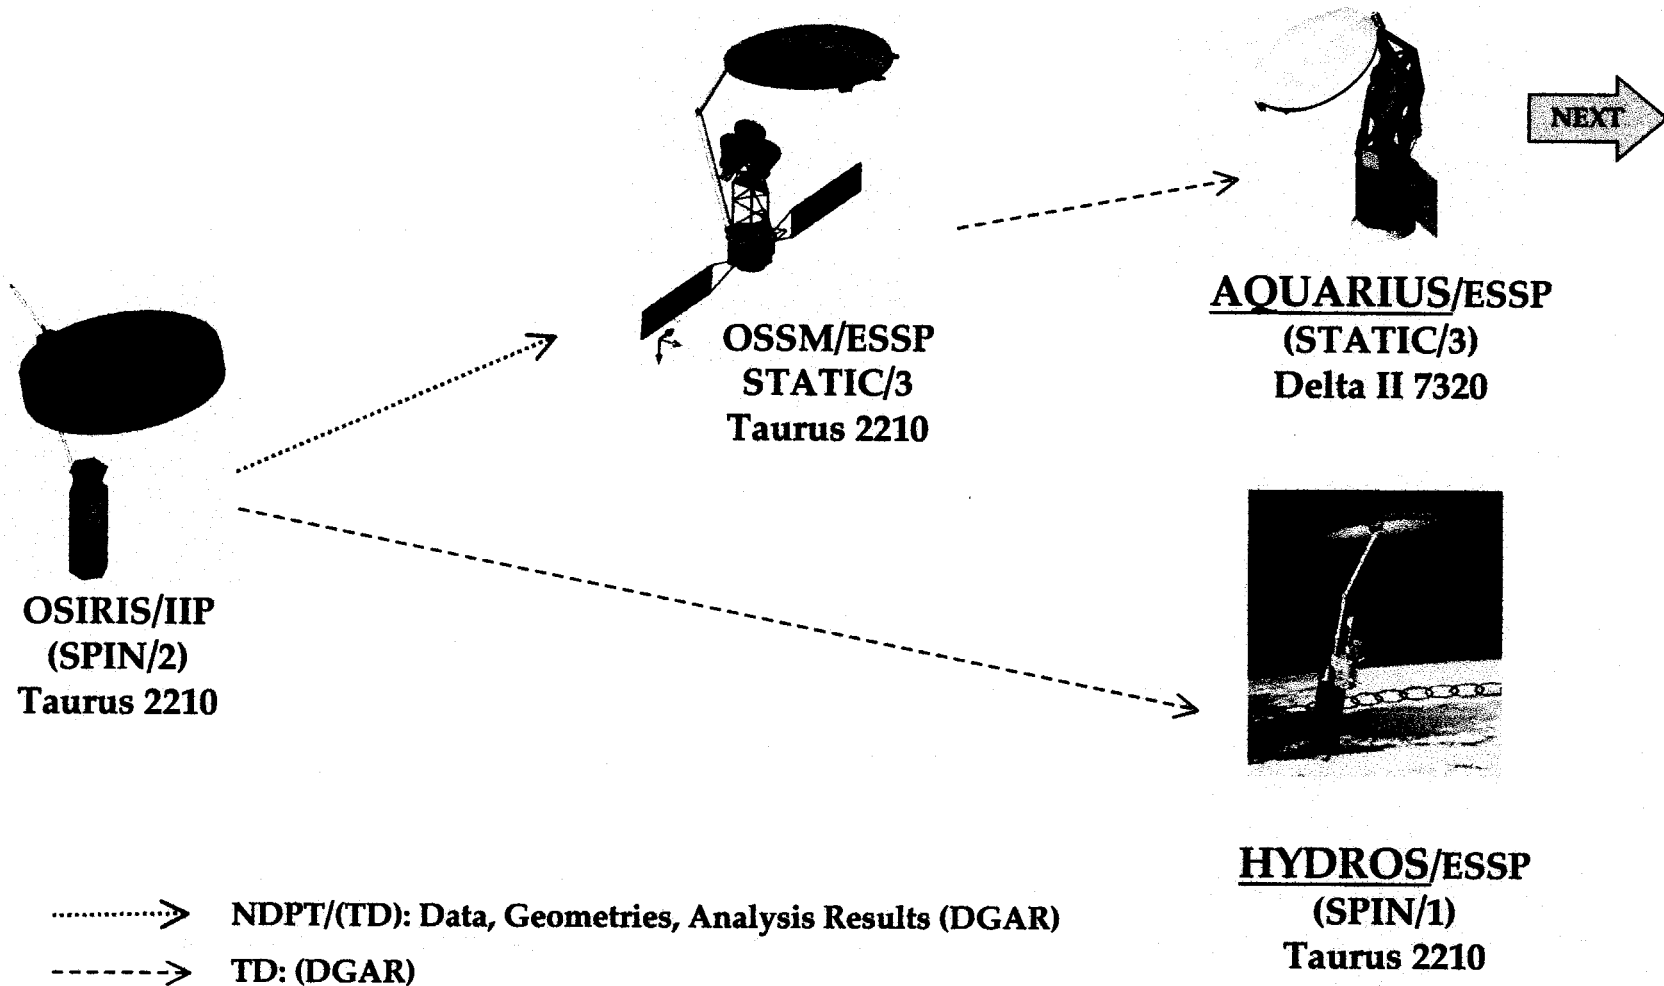 NEXT
AQUARIUS/ESSP
(STATIC/3)
Delta II 7320
OSSM/ESSP
STATIC/3
Taurus 2210
OSIRIS/IIP
(SPIN/2)
Taurus 2210
HYDROS/ESSP
(SPIN/1)
Taurus 2210
NDPT/(TD): Data, Geometries, Analysis Results (DGAR)
TD: (DGAR)